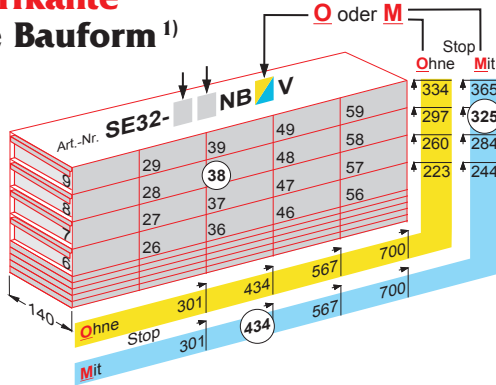 rikante
e Bauform 1)
O oder M
Stop
Ohne Mit
Art.-Nr. SE32- NB V
334 365
297 325
260 284
223 244
9 29 39 49 59
8 28 38 48 58
7 27 37 47 57
6 26 36 46 56
140
Ohne 301 434 567 700
Stop
Mit 301 434 567 700